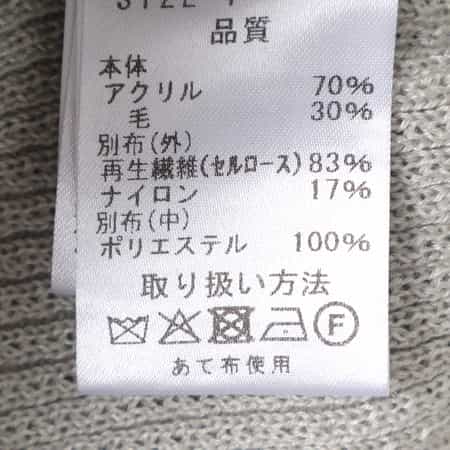 SIZE
品質
本体
アクリル 70%
毛 30%
別布(外)
再生繊維(セルロース) 83%
ナイロン 17%
別布(中)
ポリエステル 100%
取り扱い方法
F
あて布使用